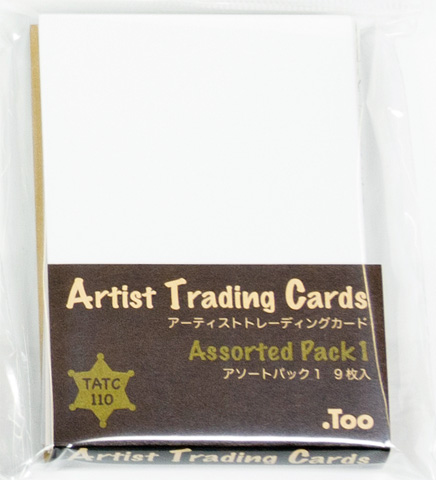 Artist Trading Cards
アーティストトレーディングカード
Assorted Pack 1
アソートパック１　９枚入
TATC
110
.Too
Artist Trading Cards